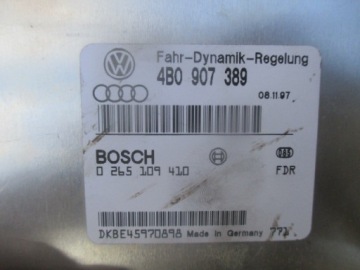 Fahr-Dynamik-Regelung
4B0 907 389
08.11.97
BOSCH
0 265 109 410
FDR
DKBE45970898 Made in Germany 771